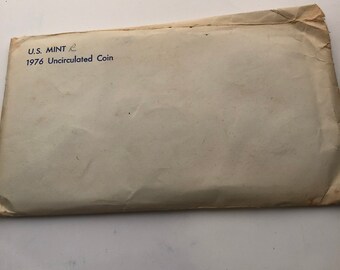 U.S. MINT
1976 Uncirculated Coin